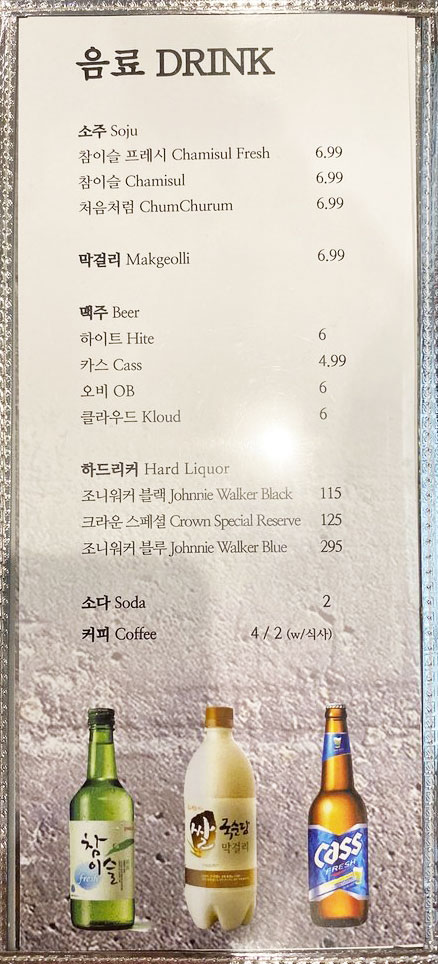 음료 DRINK
소주 Soju
참이슬 프레시 Chamisul Fresh 6.99
참이슬 Chamisul 6.99
처음처럼 ChumChurum 6.99
막걸리 Makgeolli 6.99
맥주 Beer
하이트 Hite 6
카스 Cass 4.99
오비 OB 6
클라우드 Kloud 6
하드리커 Hard Liquor
조니워커 블랙 Johnnie Walker Black 115
크라운 스페셜 Crown Special Reserve 125
조니워커 블루 Johnnie Walker Blue 295
소다 Soda 2
커피 Coffee 4 / 2 (w/식사)
참이슬
fresh
쌀
국순당
막걸리
Cass
FRESH